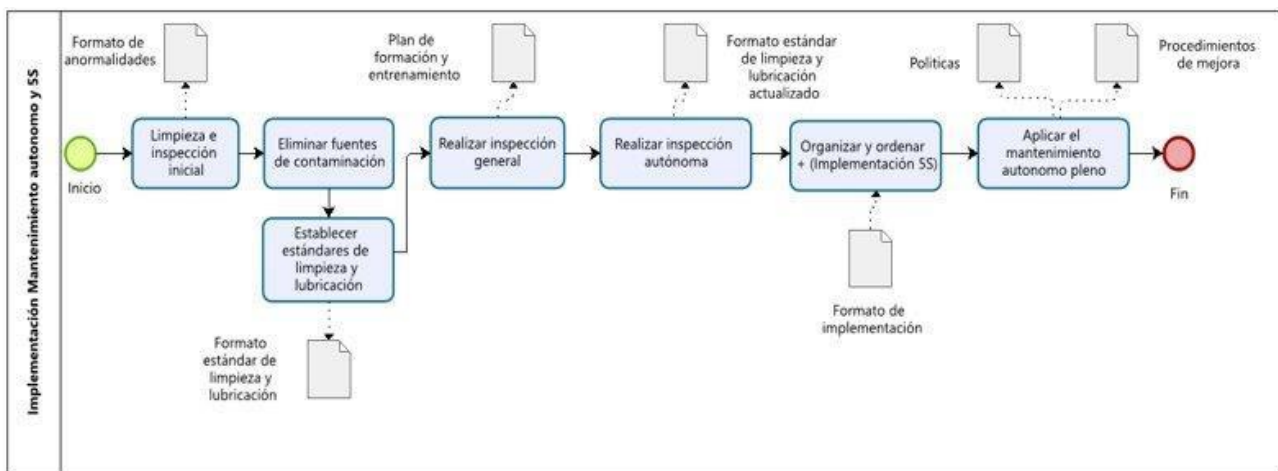 Implementación Mantenimiento autonomo y 5S
Formato de
anormalidades
Plan de
formación y
entrenamiento
Formato estándar
de limpieza y
lubricación
actualizado
Politicas
Procedimientos
de mejora
Inicio
Limpieza e
inspección
inicial
Eliminar fuentes
de contaminación
Realizar inspección
general
Realizar inspección
autónoma
Organizar y ordenar
+ (Implementación 5S)
Aplicar el
mantenimiento
autonomo pleno
Fin
Establecer
estándares de
limpieza y
lubricación
Formato de
implementación
Formato
estándar de
limpieza y
lubricación